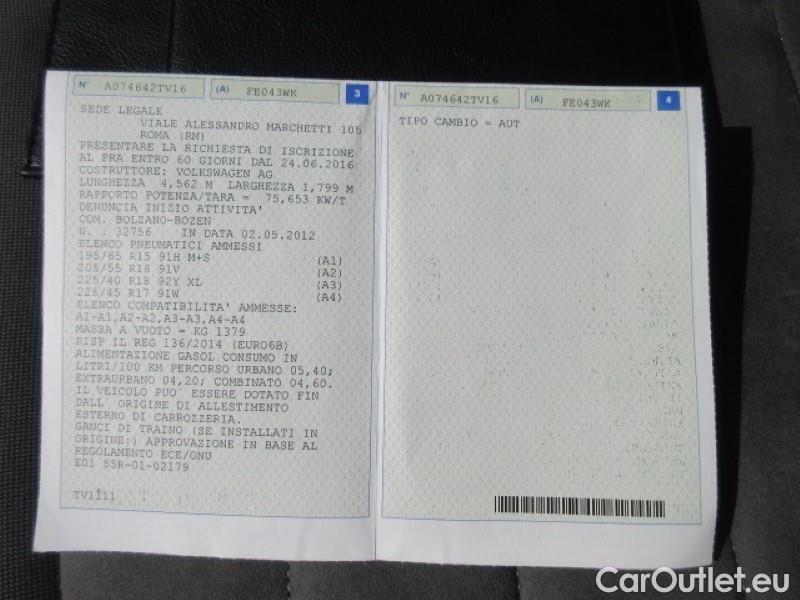 N° A074642TV16 (A) FE043WK 3
SEDE LEGALE
VIALE ALESSANDRO MARCHETTI 105
ROMA (RM)
PRESENTARE LA RICHIESTA DI ISCRIZIONE
AL PRA ENTRO 60 GIORNI DAL 24.06.2016
COSTRUTTORE: VOLKSWAGEN AG
LUNGHEZZA 4,562 M LARGHEZZA 1,799 M
RAPPORTO POTENZA/TARA = 75,653 KW/T
DENUNCIA INIZIO ATTIVITA'
COM. BOLZANO-BOZEN
N. . 32756 IN DATA 02.05.2012
ELENCO PNEUMATICI AMMESSI
195/65 R15 91H M+S (A1)
205/55 R16 91V (A2)
225/40 R18 92Y XL (A3)
225/45 R17 91W (A4)
ELENCO COMPATIBILITA' AMMESSE:
A1-A1,A2-A2,A3-A3,A4-A4
MASSA A VUOTO = KG 1379
RISP IL REG 136/2014 (EURO6B)
ALIMENTAZIONE GASOL CONSUMO IN
LITRI/100 KM PERCORSO URBANO 05,40;
EXTRAURBANO 04,20; COMBINATO 04,60.
IL VEICOLO PUO' ESSERE DOTATO FIN
DALL' ORIGINE DI ALLESTIMENTO
ESTERNO DI CARROZZERIA.
GANCI DI TRAINO (SE INSTALLATI IN
ORIGINE:) APPROVAZIONE IN BASE AL
REGOLAMENTO ECE/ONU
E01 55R-01-02179
TV1111
N° A074642TV16 (A) FE043WK 4
TIPO CAMBIO = AUT
CarOutlet.eu